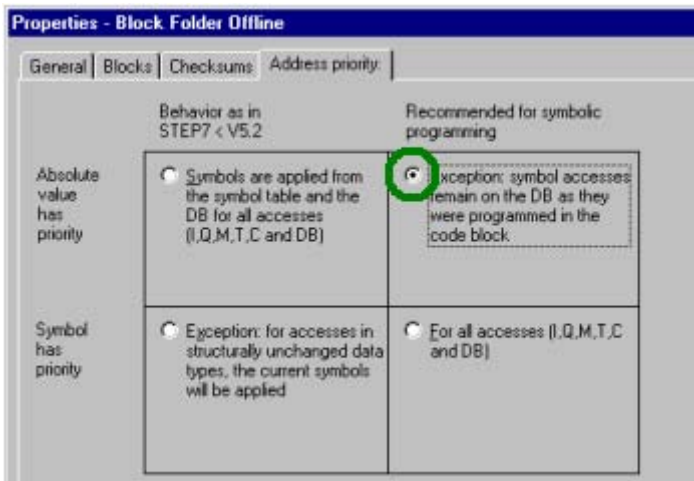 Properties - Block Folder Offline
General Blocks Checksums Address priority:
Behavior as in
STEP7 < V5.2
Recommended for symbolic
programming
Absolute
value
has
priority
Symbols are applied from
the symbol table and the
DB for all accesses
(I,Q,M,T,C and DB)
Exception: symbol accesses
remain on the DB as they
were programmed in the
code block
Symbol
has
priority
Exception: for accesses in
structurally unchanged data
types, the current symbols
will be applied
For all accesses (I,Q,M,T,C
and DB)